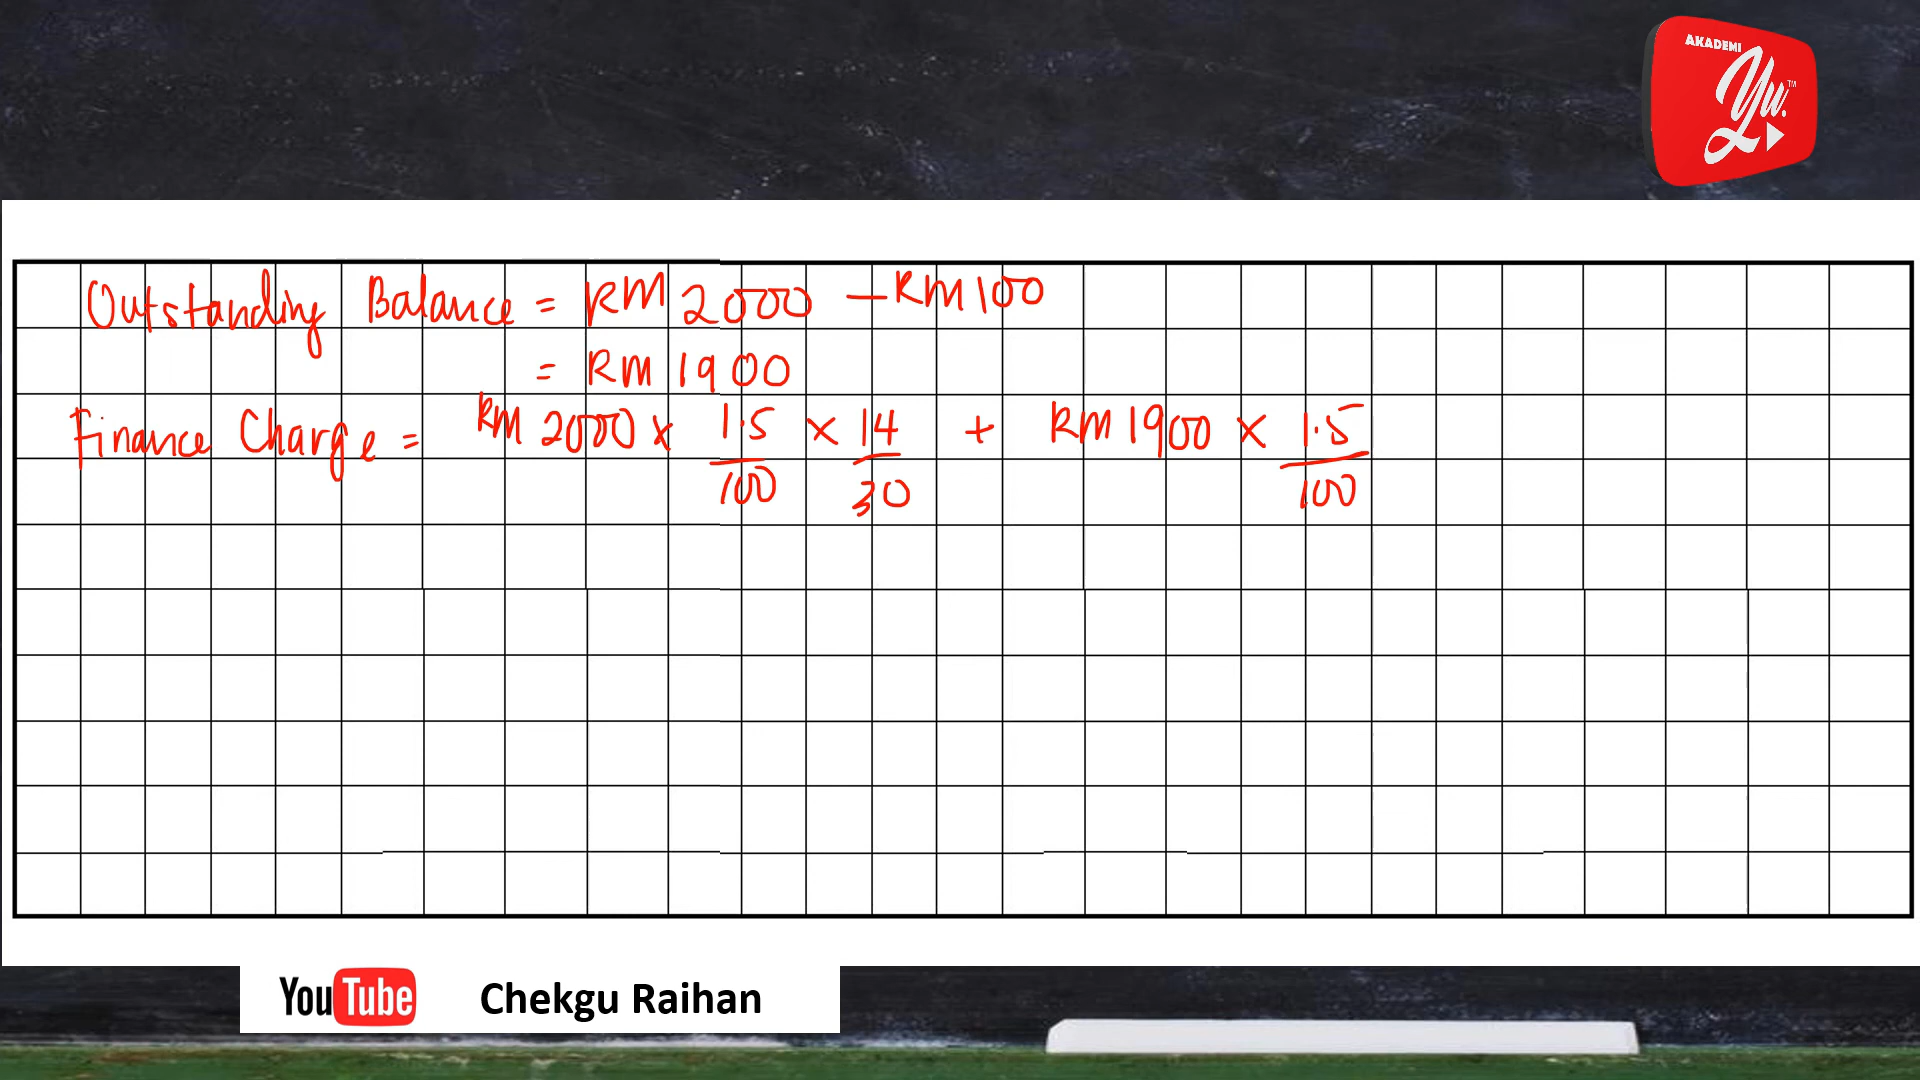 AKADEMI
Yu. TM
Outstanding Balance = RM 2000 - RM 100
= RM 1900
Finance Charge = RM 2000 × 1.5/100 × 14/30 + RM 1900 × 1.5/100
YouTube Chekgu Raihan